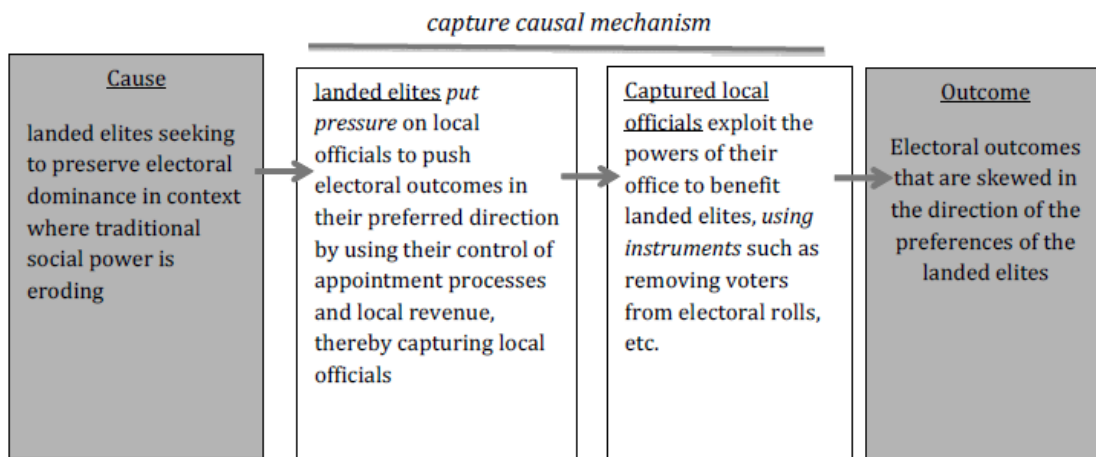 capture causal mechanism
Cause
landed elites seeking
to preserve electoral
dominance in context
where traditional
social power is
eroding
landed elites put
pressure on local
officials to push
electoral outcomes in
their preferred direction
by using their control of
appointment processes
and local revenue,
thereby capturing local
officials
Captured local
officials exploit the
powers of their
office to benefit
landed elites, using
instruments such as
removing voters
from electoral rolls,
etc.
Outcome
Electoral outcomes
that are skewed in
the direction of the
preferences of the
landed elites